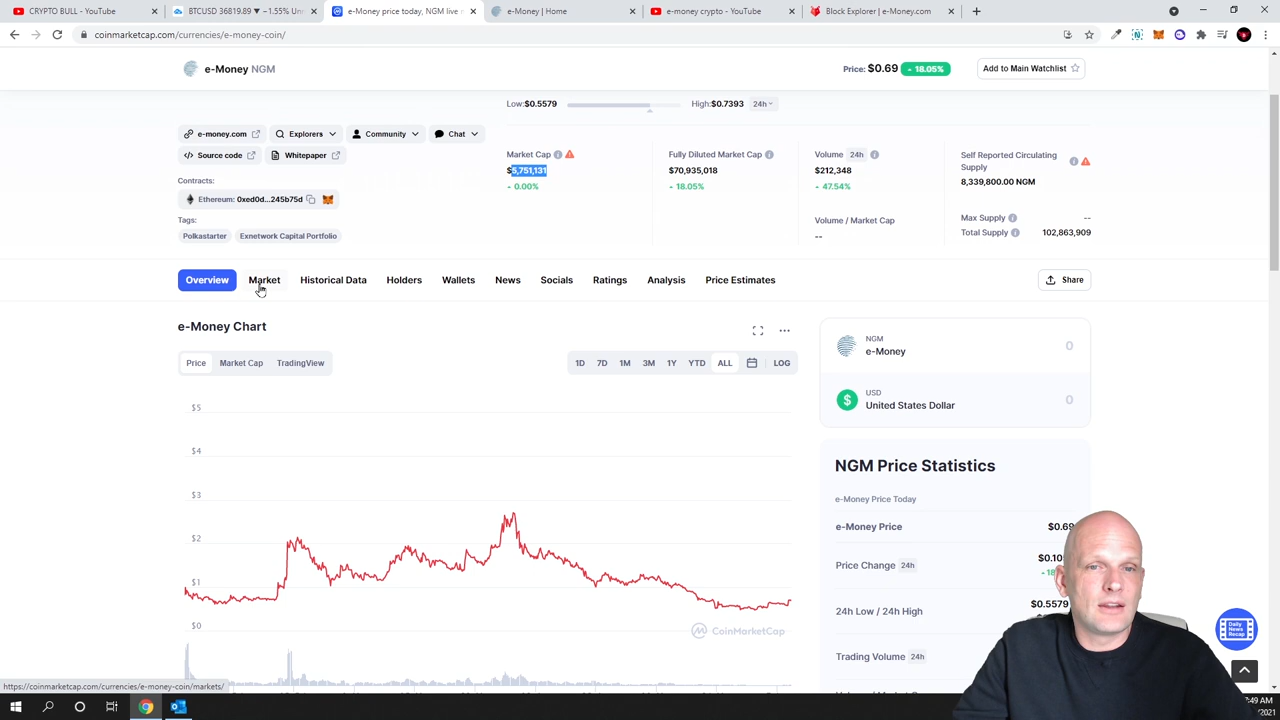 CRYPTO BULL - YouTube
BTCUSD 36819.89 ▼ −1.55% Un
e-Money price today, NGM live
e-Money | Home
e-money crypto - YouTube
Block Explorer | e-Money.com
coinmarketcap.com/currencies/e-money-coin/
e-Money NGM
Price: $0.69 18.05%
Add to Main Watchlist
Low:$0.5579
High:$0.7393
24h
e-money.com
Explorers
Community
Chat
Source code
Whitepaper
Contracts:
Ethereum: 0xed0d...245b75d
Tags:
Polkastarter
Exnetwork Capital Portfolio
Market Cap
$5,751,131
0.00%
Fully Diluted Market Cap
$70,935,018
18.05%
Volume 24h
$212,348
47.54%
Volume / Market Cap
--
Self Reported Circulating
Supply
8,339,800.00 NGM
Max Supply --
Total Supply 102,863,909
Overview
Market
Historical Data
Holders
Wallets
News
Socials
Ratings
Analysis
Price Estimates
Share
e-Money Chart
Price
Market Cap
TradingView
1D
7D
1M
3M
1Y
YTD
ALL
LOG
$5
$4
$3
$2
$1
$0
CoinMarketCap
NGM
e-Money
0
USD
United States Dollar
0
NGM Price Statistics
e-Money Price Today
e-Money Price $0.69
Price Change 24h
24h Low / 24h High $0.5579
Trading Volume 24h
Daily
News
Recap
https://coinmarketcap.com/currencies/e-money-coin/markets/